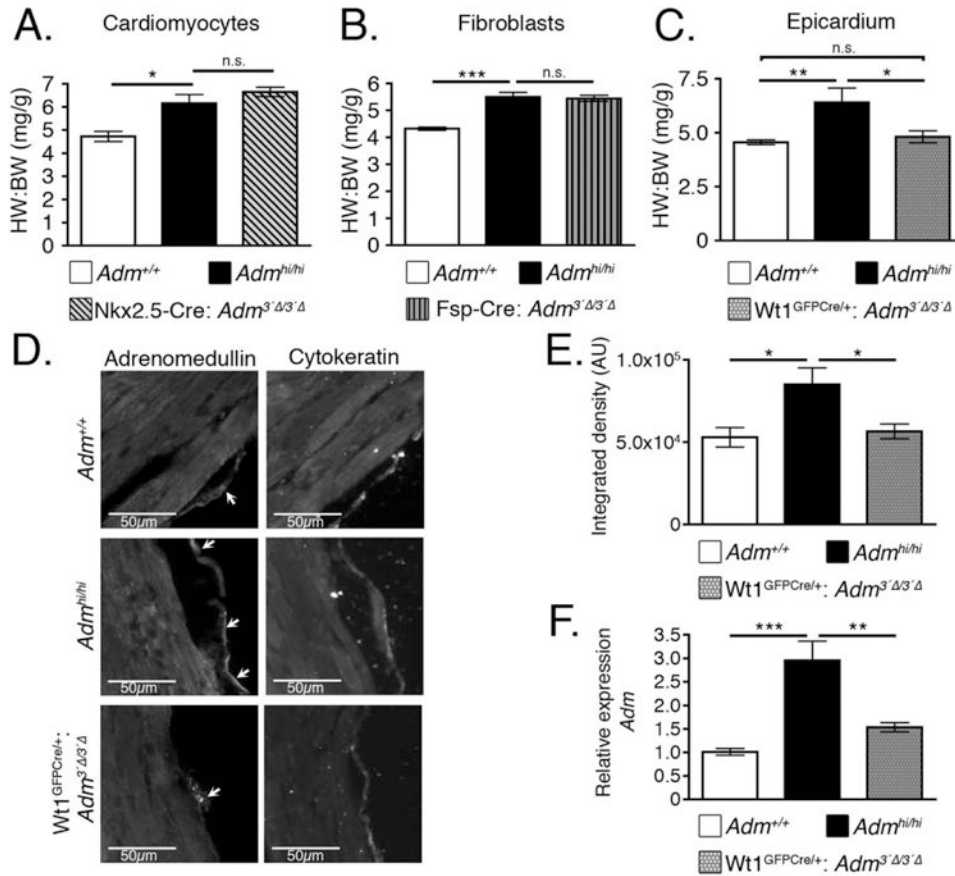 A. Cardiomyocytes
HW:BW (mg/g)
7
6
5
4
3
2
1
0
*
n.s.
Adm+/+
Admhi/hi
Nkx2.5-Cre: Adm3´Δ/3´Δ
B. Fibroblasts
HW:BW (mg/g)
6
5
4
3
2
1
0
***
n.s.
Adm+/+
Admhi/hi
Fsp-Cre: Adm3´Δ/3´Δ
C. Epicardium
HW:BW (mg/g)
7.5
5.0
2.5
0
n.s.
**
*
Adm+/+
Admhi/hi
Wt1GFPCre/+: Adm3´Δ/3´Δ
D. Adrenomedullin Cytokeratin
Adm+/+
50µm 50µm
Admhi/hi
50µm 50µm
Wt1GFPCre/+:
Adm3´Δ/3´Δ
50µm 50µm
E.
Integrated density (AU)
1.0x10⁵
5.0x10⁴
0
*
*
Adm+/+
Admhi/hi
Wt1GFPCre/+: Adm3´Δ/3´Δ
F.
Relative expression
Adm
3.5
3.0
2.5
2.0
1.5
1.0
0.5
0
***
**
Adm+/+
Admhi/hi
Wt1GFPCre/+: Adm3´Δ/3´Δ